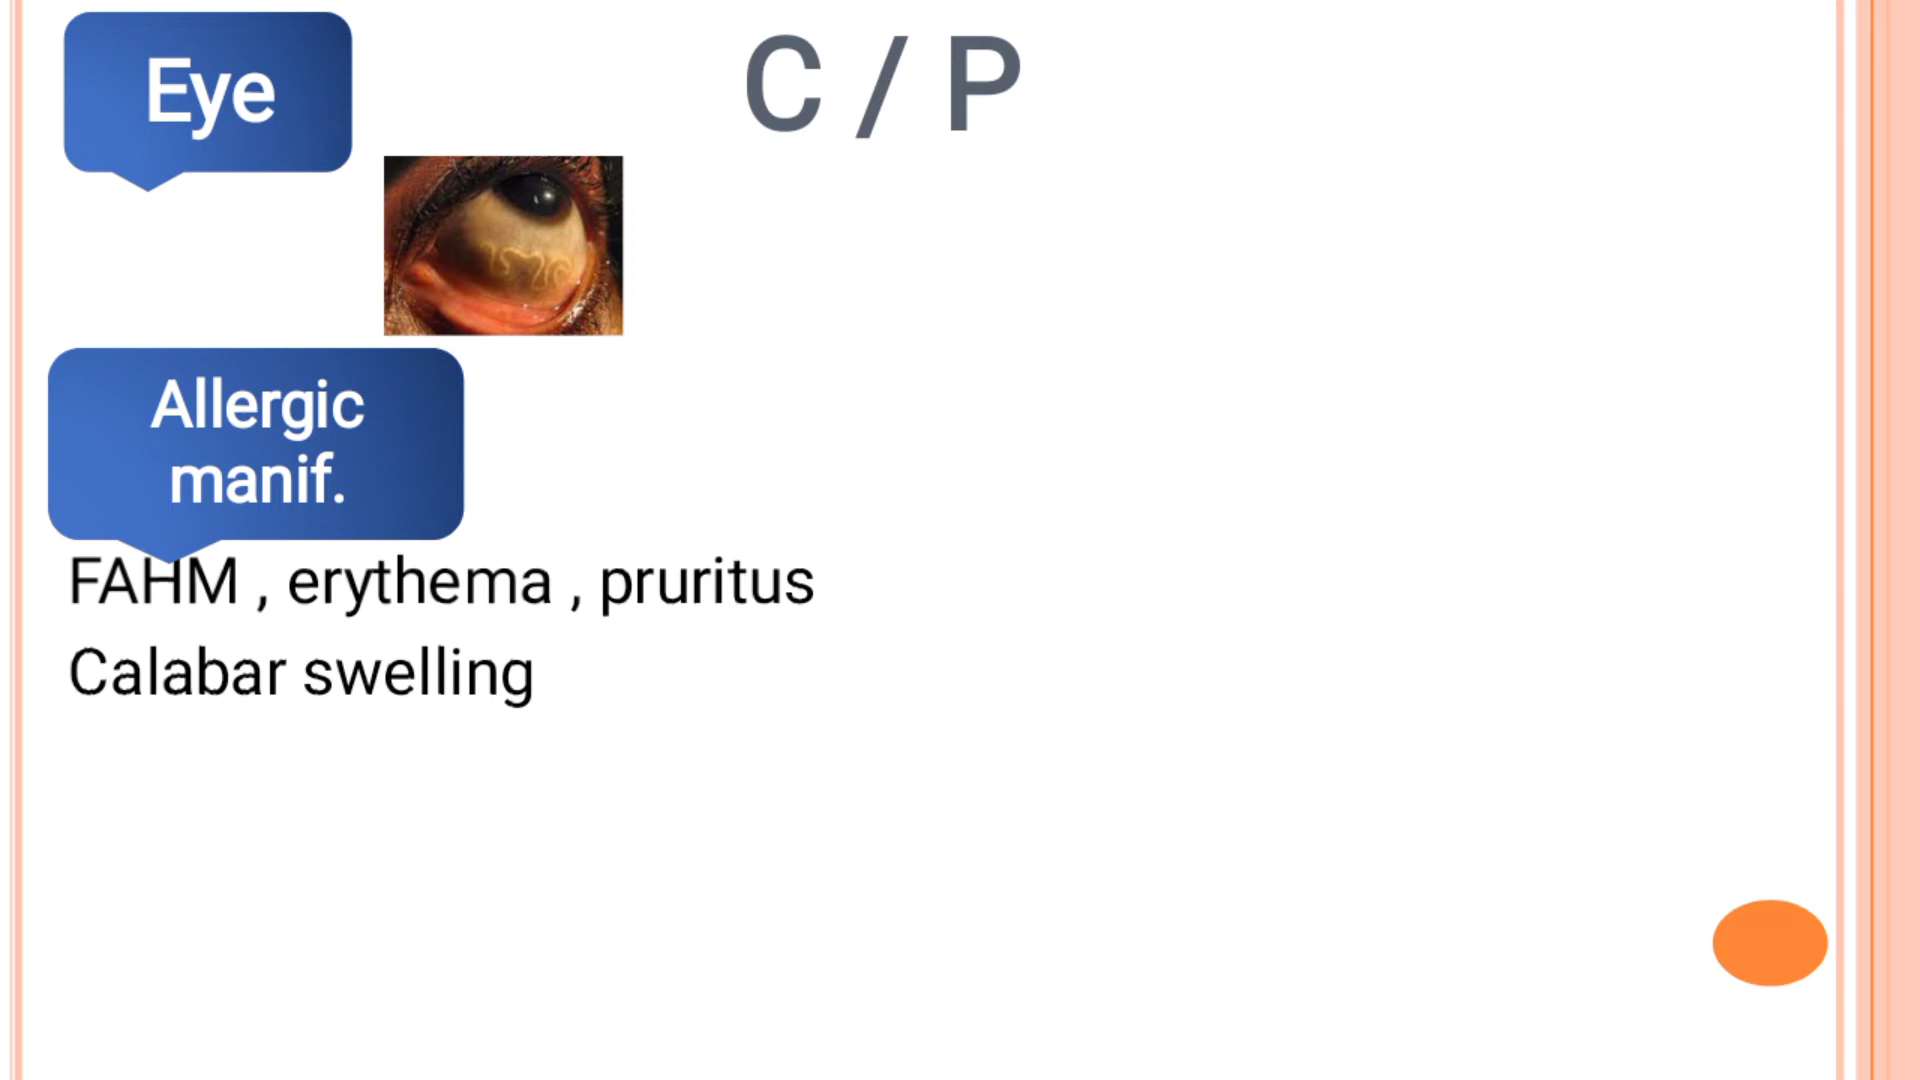 Eye
C / P
Allergic
manif.
FAHM , erythema , pruritus
Calabar swelling